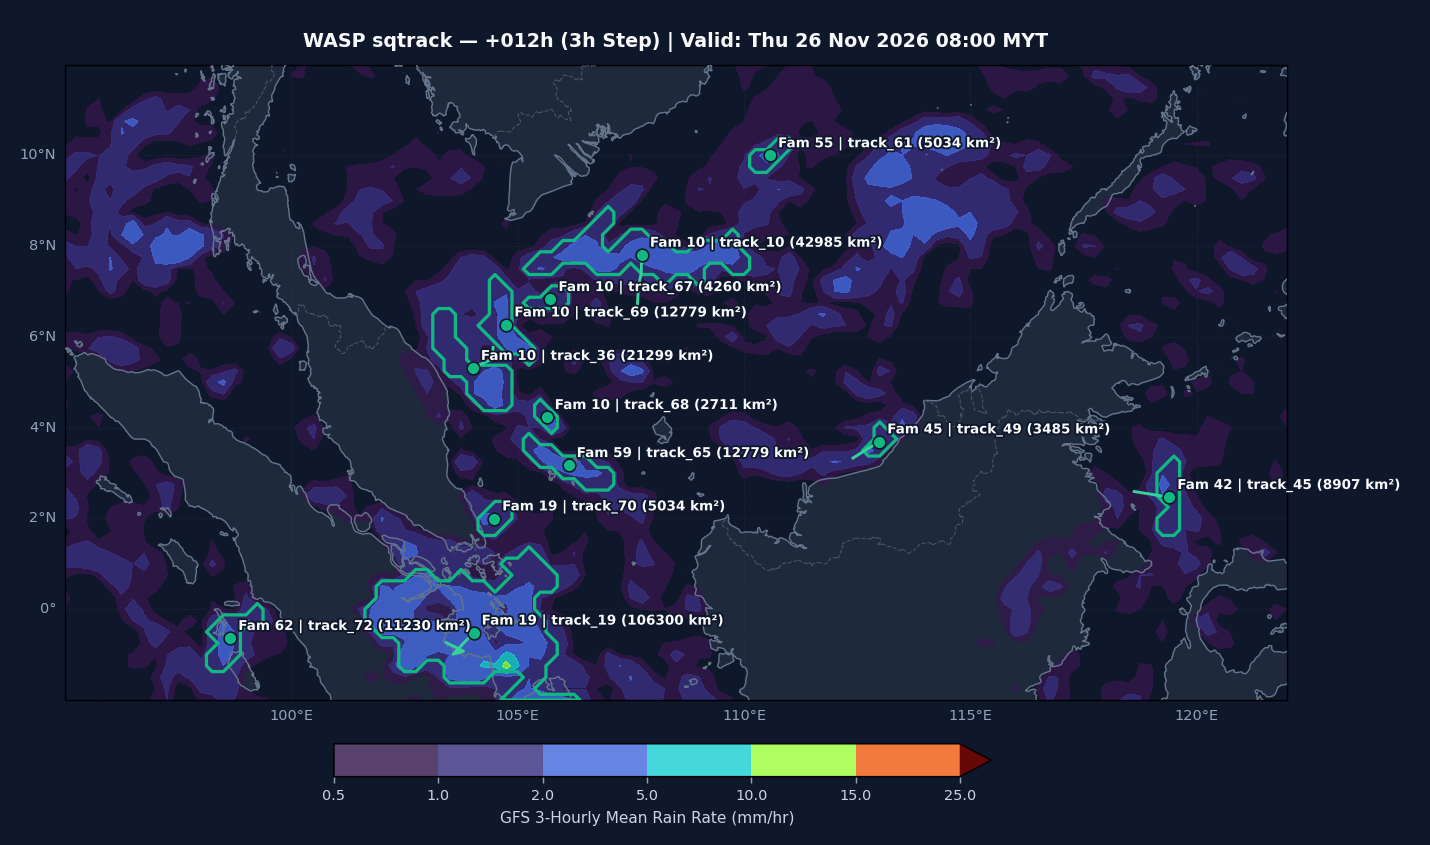 WASP sqtrack — +012h (3h Step) | Valid: Thu 26 Nov 2026 08:00 MYT
10°N
8°N
6°N
4°N
2°N
0°
Fam 55 | track_61 (5034 km²)
Fam 10 | track_10 (42985 km²)
Fam 10 | track_67 (4260 km²)
Fam 10 | track_69 (12779 km²)
Fam 10 | track_36 (21299 km²)
Fam 10 | track_68 (2711 km²)
Fam 45 | track_49 (3485 km²)
Fam 59 | track_65 (12779 km²)
Fam 42 | track_45 (8907 km²)
Fam 19 | track_70 (5034 km²)
Fam 19 | track_19 (106300 km²)
Fam 62 | track_72 (11230 km²)
100°E 105°E 110°E 115°E 120°E
0.5 1.0 2.0 5.0 10.0 15.0 25.0
GFS 3-Hourly Mean Rain Rate (mm/hr)